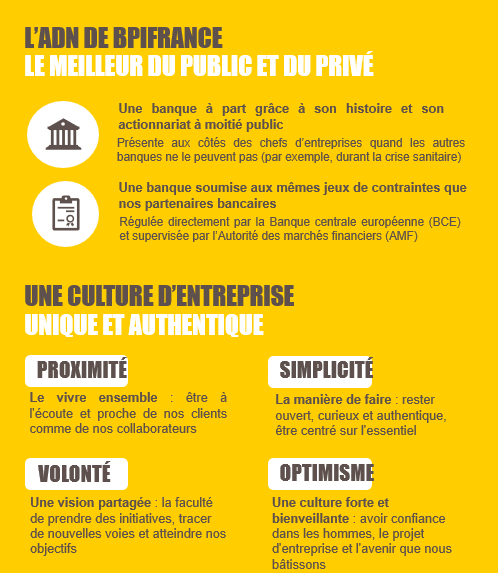 L'ADN DE BPIFRANCE
LE MEILLEUR DU PUBLIC ET DU PRIVÉ
Une banque à part grâce à son histoire et son
actionnariat à moitié public
Présente aux côtés des chefs d'entreprises quand les autres
banques ne le peuvent pas (par exemple, durant la crise sanitaire)
Une banque soumise aux mêmes jeux de contraintes que
nos partenaires bancaires
Régulée directement par la Banque centrale européenne (BCE)
et supervisée par l'Autorité des marchés financiers (AMF)
UNE CULTURE D'ENTREPRISE
UNIQUE ET AUTHENTIQUE
PROXIMITÉ
Le vivre ensemble : être à
l'écoute et proche de nos clients
comme de nos collaborateurs
SIMPLICITÉ
La manière de faire : rester
ouvert, curieux et authentique,
être centré sur l'essentiel
VOLONTÉ
Une vision partagée : la faculté
de prendre des initiatives, tracer
de nouvelles voies et atteindre nos
objectifs
OPTIMISME
Une culture forte et
bienveillante : avoir confiance
dans les hommes, le projet
d'entreprise et l'avenir que nous
bâtissons